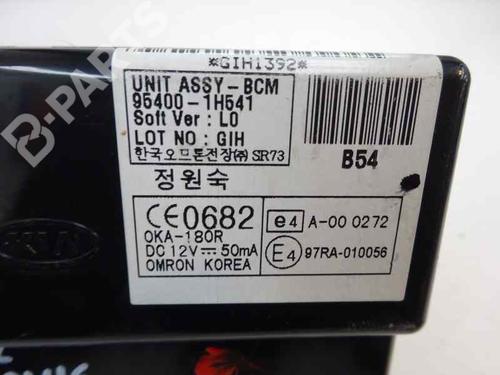 *GIH1392*
UNIT ASSY-BCM
95400-1H541
Soft Ver : L0
LOT NO : GIH
한국오므론전장㈜ SIR73
B54
정원숙
CE0682
OKA-180R
DC 12V 50mA
OMRON KOREA
e4 A-00 0272
E4 97RA-010056
KIA
B-PARTS